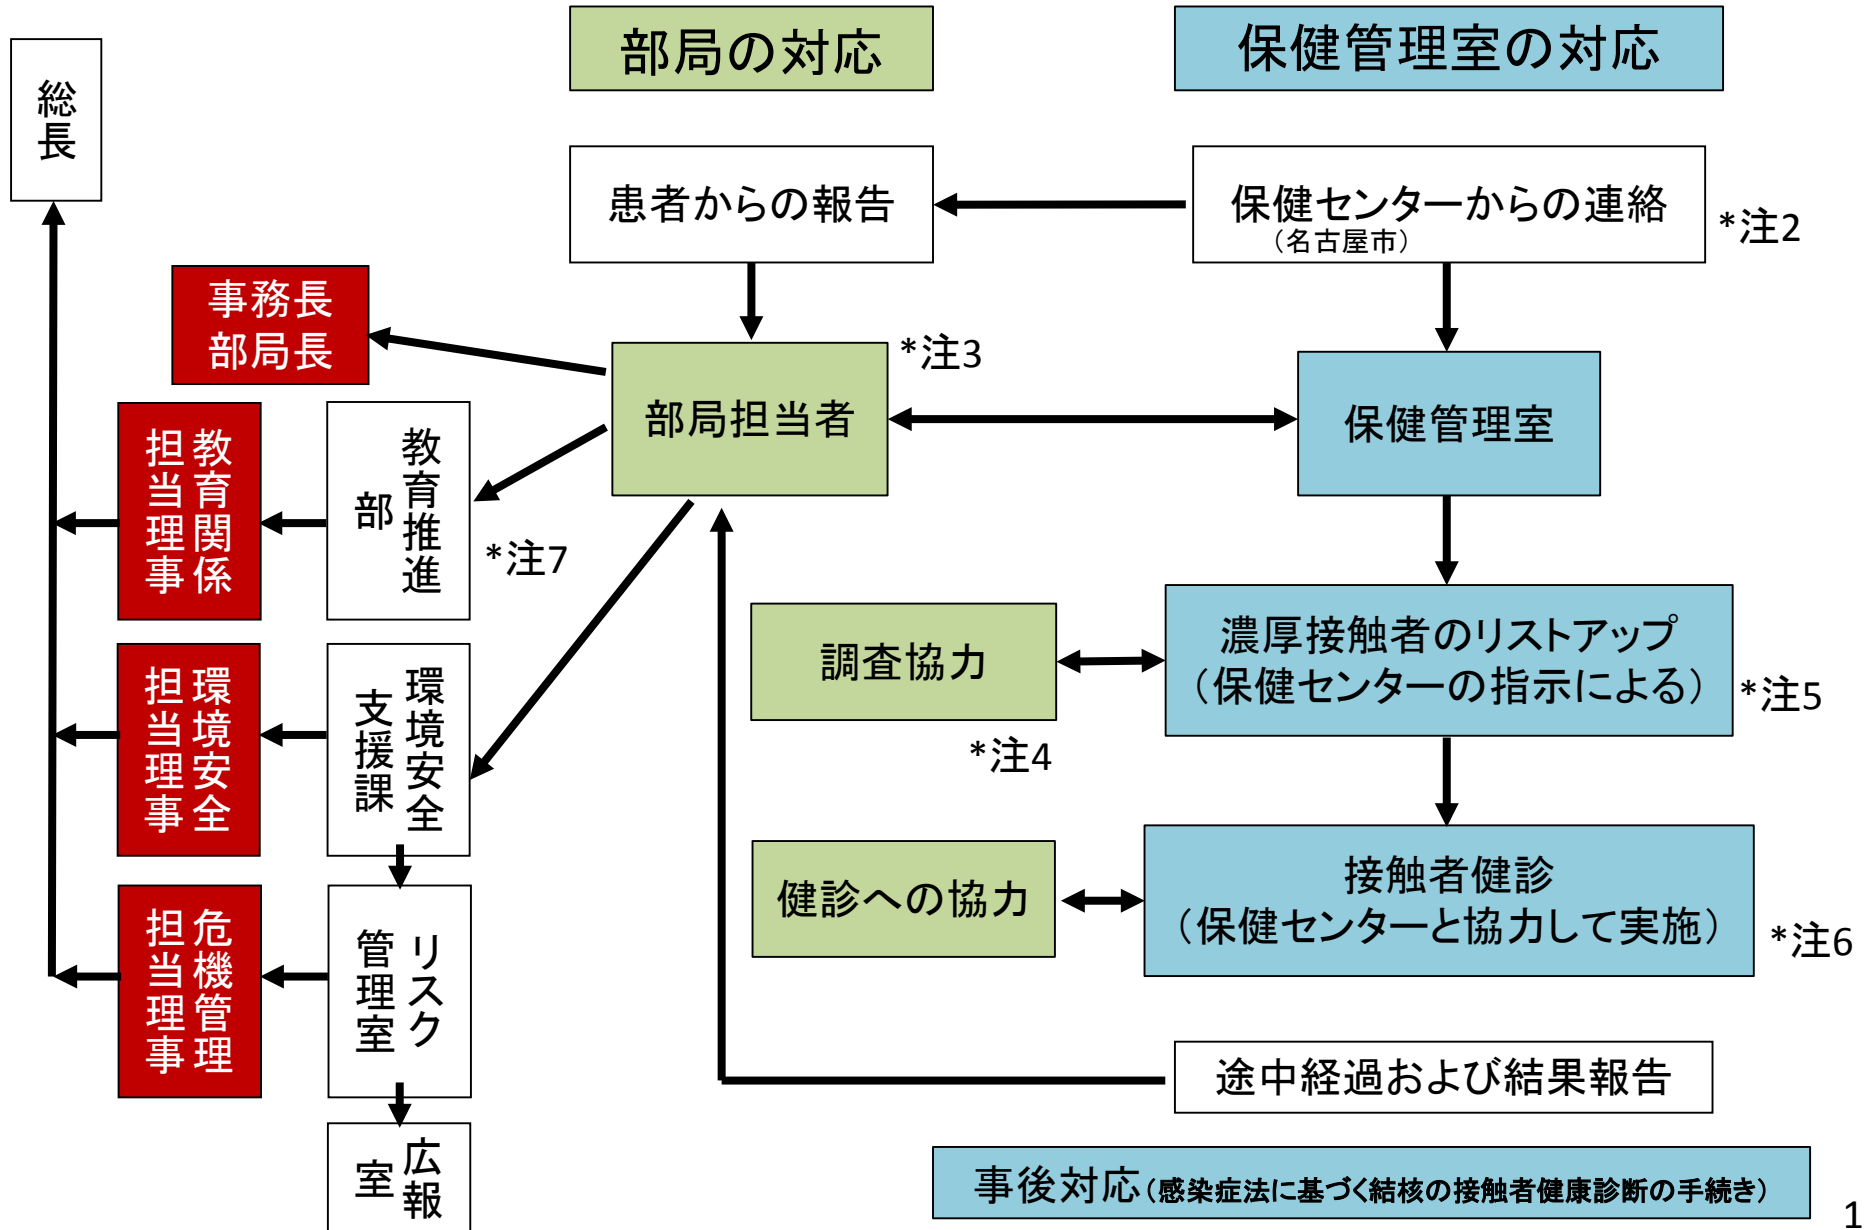 部局の対応
保健管理室の対応
総長
患者からの報告
保健センターからの連絡
（名古屋市）
*注2
事務長
部局長
*注3
部局担当者
保健管理室
教育関係
担当理事
教育推進
部
*注7
調査協力
*注4
濃厚接触者のリストアップ
（保健センターの指示による）
*注5
環境安全
担当理事
環境安全
支援課
健診への協力
接触者健診
（保健センターと協力して実施）
*注6
危機管理
担当理事
リスク
管理室
途中経過および結果報告
広報
室
事後対応（感染症法に基づく結核の接触者健康診断の手続き）
1